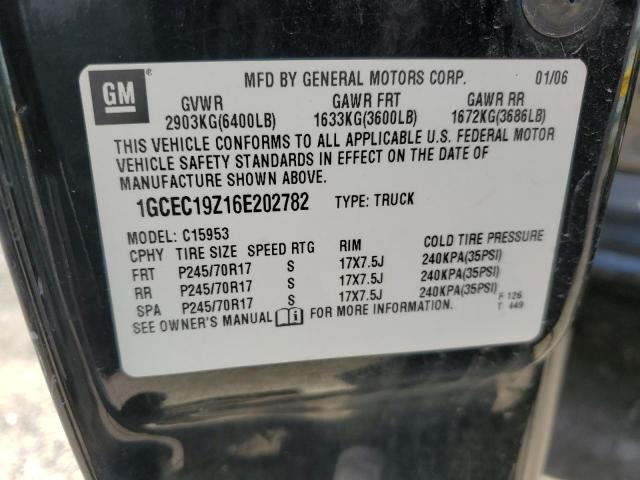 GM ®
MFD BY GENERAL MOTORS CORP. 01/06
GVWR GAWR FRT GAWR RR
2903KG(6400LB) 1633KG(3600LB) 1672KG(3686LB)
THIS VEHICLE CONFORMS TO ALL APPLICABLE U.S. FEDERAL MOTOR
VEHICLE SAFETY STANDARDS IN EFFECT ON THE DATE OF
MANUFACTURE SHOWN ABOVE.
1GCEC19Z16E202782 TYPE: TRUCK
MODEL: C15953
CPHY TIRE SIZE SPEED RTG RIM COLD TIRE PRESSURE
FRT P245/70R17 S 17X7.5J 240KPA(35PSI)
RR P245/70R17 S 17X7.5J 240KPA(35PSI)
SPA P245/70R17 S 17X7.5J 240KPA(35PSI)
SEE OWNER'S MANUAL FOR MORE INFORMATION.
F 126
T 449